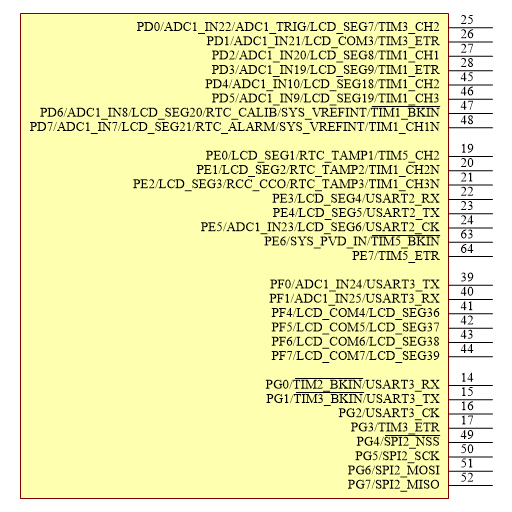 PD0/ADC1_IN22/ADC1_TRIG/LCD_SEG7/TIM3_CH2 25
PD1/ADC1_IN21/LCD_COM3/TIM3_ETR 26
PD2/ADC1_IN20/LCD_SEG8/TIM1_CH1 27
PD3/ADC1_IN19/LCD_SEG9/TIM1_ETR 28
PD4/ADC1_IN10/LCD_SEG18/TIM1_CH2 45
PD5/ADC1_IN9/LCD_SEG19/TIM1_CH3 46
PD6/ADC1_IN8/LCD_SEG20/RTC_CALIB/SYS_VREFINT/TIM1_BKIN 47
PD7/ADC1_IN7/LCD_SEG21/RTC_ALARM/SYS_VREFINT/TIM1_CH1N 48
PE0/LCD_SEG1/RTC_TAMP1/TIM5_CH2 19
PE1/LCD_SEG2/RTC_TAMP2/TIM1_CH2N 20
PE2/LCD_SEG3/RCC_CCO/RTC_TAMP3/TIM1_CH3N 21
PE3/LCD_SEG4/USART2_RX 22
PE4/LCD_SEG5/USART2_TX 23
PE5/ADC1_IN23/LCD_SEG6/USART2_CK 24
PE6/SYS_PVD_IN/TIM5_BKIN 63
PE7/TIM5_ETR 64
PF0/ADC1_IN24/USART3_TX 39
PF1/ADC1_IN25/USART3_RX 40
PF4/LCD_COM4/LCD_SEG36 41
PF5/LCD_COM5/LCD_SEG37 42
PF6/LCD_COM6/LCD_SEG38 43
PF7/LCD_COM7/LCD_SEG39 44
PG0/TIM2_BKIN/USART3_RX 14
PG1/TIM3_BKIN/USART3_TX 15
PG2/USART3_CK 16
PG3/TIM3_ETR 17
PG4/SPI2_NSS 49
PG5/SPI2_SCK 50
PG6/SPI2_MOSI 51
PG7/SPI2_MISO 52